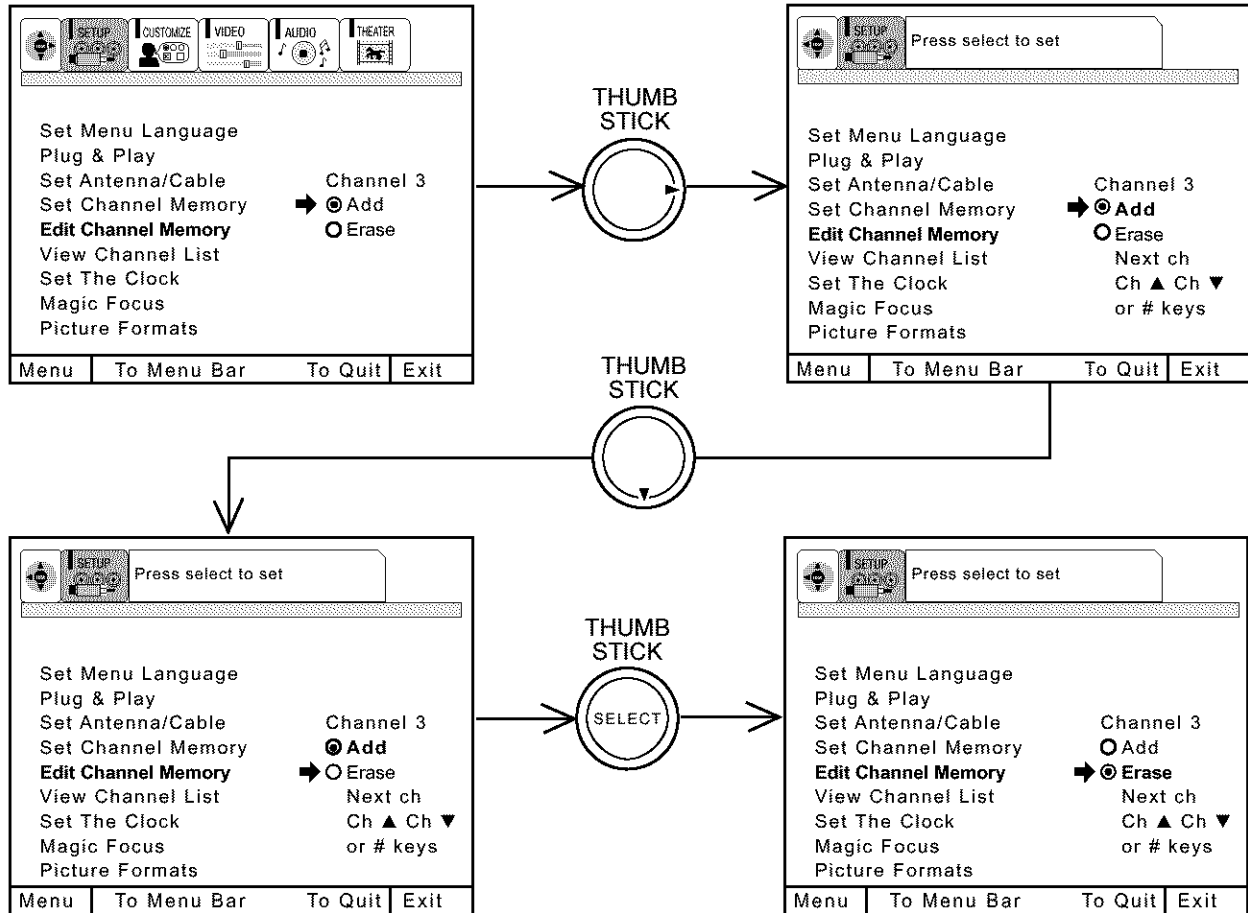 SETUP
CUSTOMIZE
VIDEO
AUDIO
THEATER
Set Menu Language
Plug & Play
Set Antenna/Cable Channel 3
Set Channel Memory Add
Edit Channel Memory Erase
View Channel List
Set The Clock
Magic Focus
Picture Formats
Menu To Menu Bar To Quit Exit
THUMB
STICK
SETUP
Press select to set
Set Menu Language
Plug & Play
Set Antenna/Cable Channel 3
Set Channel Memory Add
Edit Channel Memory Erase
View Channel List Next ch
Set The Clock Ch ▲ Ch ▼
Magic Focus or # keys
Picture Formats
Menu To Menu Bar To Quit Exit
THUMB
STICK
SETUP
Press select to set
Set Menu Language
Plug & Play
Set Antenna/Cable Channel 3
Set Channel Memory Add
Edit Channel Memory Erase
View Channel List Next ch
Set The Clock Ch ▲ Ch ▼
Magic Focus or # keys
Picture Formats
Menu To Menu Bar To Quit Exit
THUMB
STICK
SELECT
SETUP
Press select to set
Set Menu Language
Plug & Play
Set Antenna/Cable Channel 3
Set Channel Memory Add
Edit Channel Memory Erase
View Channel List Next ch
Set The Clock Ch ▲ Ch ▼
Magic Focus or # keys
Picture Formats
Menu To Menu Bar To Quit Exit